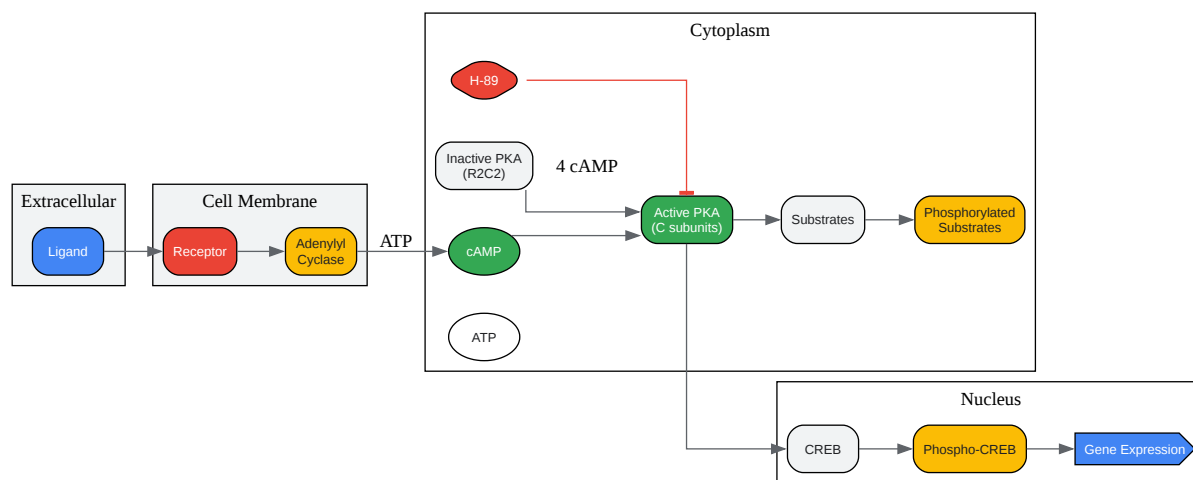 Cytoplasm
H-89
Inactive PKA
(R2C2)
4 cAMP
Extracellular
Cell Membrane
Active PKA
(C subunits)
Substrates
Phosphorylated
Substrates
Ligand
Receptor
Adenylyl
Cyclase
ATP
cAMP
ATP
Nucleus
CREB
Phospho-CREB
Gene Expression